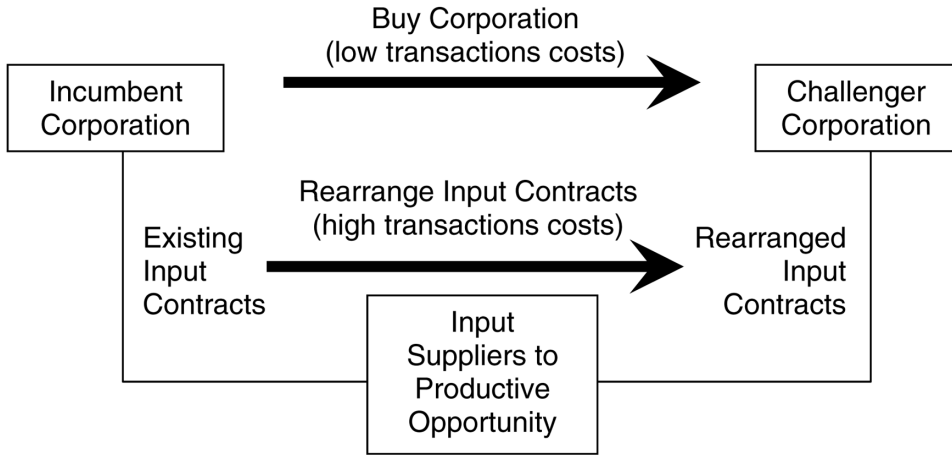 Buy Corporation
(low transactions costs)
Incumbent
Corporation
Challenger
Corporation
Rearrange Input Contracts
(high transactions costs)
Existing
Input
Contracts
Rearranged
Input
Contracts
Input
Suppliers to
Productive
Opportunity